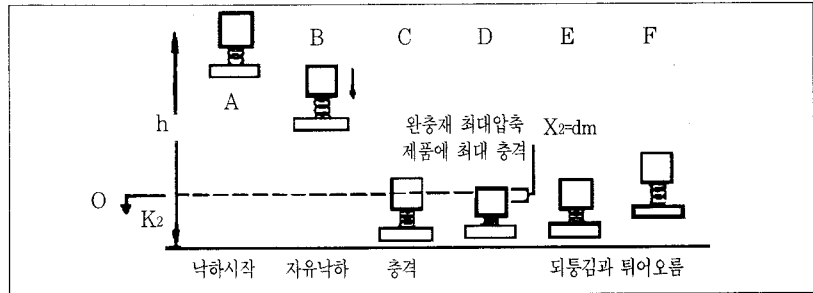 B C D E F
A
h
완충재 최대압축 X₂=dm
제품에 최대 충격
O
K₂
낙하시작 자유낙하 충격 되튕김과 튀어오름